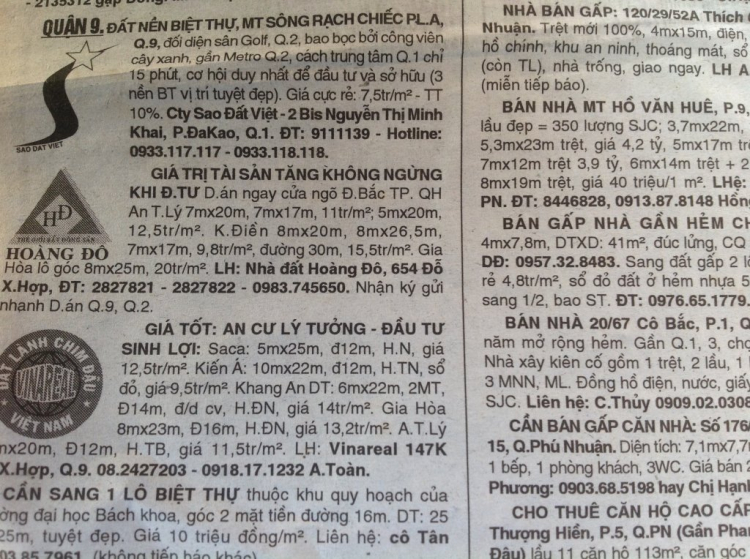 - 2135312 gặp
QUẬN 9. ĐẤT NỀN BIỆT THỰ, MT SÔNG RẠCH CHIẾC PL.A,
Q.9, đối diện sân Golf, Q.2, bao bọc bởi công viên
cây xanh, gần Metro Q.2, cách trung tâm Q.1 chỉ
15 phút, cơ hội duy nhất để đầu tư và sở hữu (3
nền BT vị trí tuyệt đẹp). Giá cực rẻ: 7,5tr/m² - TT
10%. Cty Sao Đất Việt - 2 Bis Nguyễn Thị Minh
Khai, P.ĐaKao, Q.1. ĐT: 9111139 - Hotline:
0933.117.117 - 0933.118.118.
SAO DAT VIET
GIÁ TRỊ TÀI SẢN TĂNG KHÔNG NGỪNG
KHI Đ.TƯ D.án ngay cửa ngõ Đ.Bắc TP. QH
An T.Lý 7mx20m, 7mx17m, 11tr/m²; 5mx20m,
12,5tr/m². K.Điền 8mx20m, 8mx26,5m,
7mx17m, 9,8tr/m², đường 30m, 15,5tr/m². Gia
Hòa lô góc 8mx25m, 20tr/m². LH: Nhà đất Hoàng Đô, 654 Đỗ
X.Hợp, ĐT: 2827821 - 2827822 - 0983.745650. Nhận ký gửi
nhanh D.án Q.9, Q.2.
HĐ
THẾ GIỚI BẤT ĐỘNG SẢN
HOÀNG ĐÔ
GIÁ TỐT: AN CƯ LÝ TƯỞNG - ĐẦU TƯ
SINH LỢI: Saca: 5mx25m, đ12m, H.N, giá
12,5tr/m². Kiến Á: 10mx22m, đ12m, H.TN, sổ
đỏ, giá 9,5tr/m². Khang An DT: 6mx22m, 2MT,
Đ14m, đ/d cv, H.ĐN, giá 14tr/m². Gia Hòa
8mx23m, Đ16m, H.ĐN, giá 13,2tr/m². A.T.Lý
mx20m, Đ12m, H.TB, giá 11,5tr/m². LH: Vinareal 147K
X.Hợp, Q.9. 08.2427203 - 0918.17.1232 A.Toàn.
ĐẤT LÀNH CHIM ĐẬU
VINAREAL
VIỆT NAM
CẦN SANG 1 LÔ BIỆT THỰ thuộc khu quy hoạch của
ờng đại học Bách khoa, góc 2 mặt tiền đường 16m. DT: 25
25m, tuyệt đẹp. Giá 10 triệu đồng/m². Liên hệ: cô Tân
03.85.7961 (không tiếp báo khác)
NHÀ BÁN GẤP: 120/29/52A Thích
Nhuận. Trệt mới 100%, 4mx15m, điện,
hồ chính, khu an ninh, thoáng mát, sổ
(còn TL), nhà trống, giao ngay. LH A
(miễn tiếp báo).
BÁN NHÀ MT HỒ VĂN HUÊ, P.9,
lầu đẹp = 350 lượng SJC; 3,7mx22m,
5,3mx23m trệt, giá 4,2 tỷ, 5mx17m trệ
7mx12m trệt 3,9 tỷ, 6mx14m trệt + 2
8mx19m trệt, giá 40 triệu/1 m². LHệ:
PN. ĐT: 8446828, 0913.87.8148 Hồng
BÁN GẤP NHÀ GẦN HẺM CH
4mx7,8m, DTXD: 41m², đúc lửng, CQ
DĐ: 0957.32.8483. Sang đất gấp 2 lô
rẻ 4,8tr/m², sổ đỏ đất ở hẻm nhựa 5
sang 1/2, bao ST. ĐT: 0976.65.1779.
BÁN NHÀ 20/67 Cô Bắc, P.1, Q
năm mở rộng hẻm. Gần Q.1, 3, chợ
Nhà xây kiên cố gồm 1 trệt, 2 lầu, 1
3 MNN, ML. Đồng hồ điện, nước, giấ
SJC. Liên hệ: C.Thủy 0909.02.0308
CẦN BÁN GẤP CĂN NHÀ: Số 176/
15, Q.Phú Nhuận. Diện tích: 7,1mx7,7m
1 bếp, 1 phòng khách, 3WC. Giá bán
Phương: 0903.68.5198 hay Chị Hạnh
CHO THUÊ CĂN HỘ CAO CẤP
Thượng Hiền, P.5, Q.PN (Gần Phan
Đậu) lầu 11 căn hộ 113m², căn góc